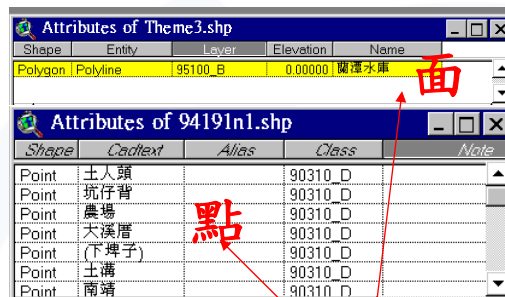 Attributes of Theme3.shp
Shape Entity Layer Elevation Name
Polygon Polyline 95100_B 0.00000 蘭潭水庫
面
Attributes of 94191n1.shp
Shape Cadtext Alias Class Note
Point 土人頭 90310_D
Point 坑仔背 90310_D
Point 農場 90310_D
Point 大溪厝 90310_D
Point (下埤子) 90310_D
Point 土溝 90310_D
Point 南靖 90310_D
點